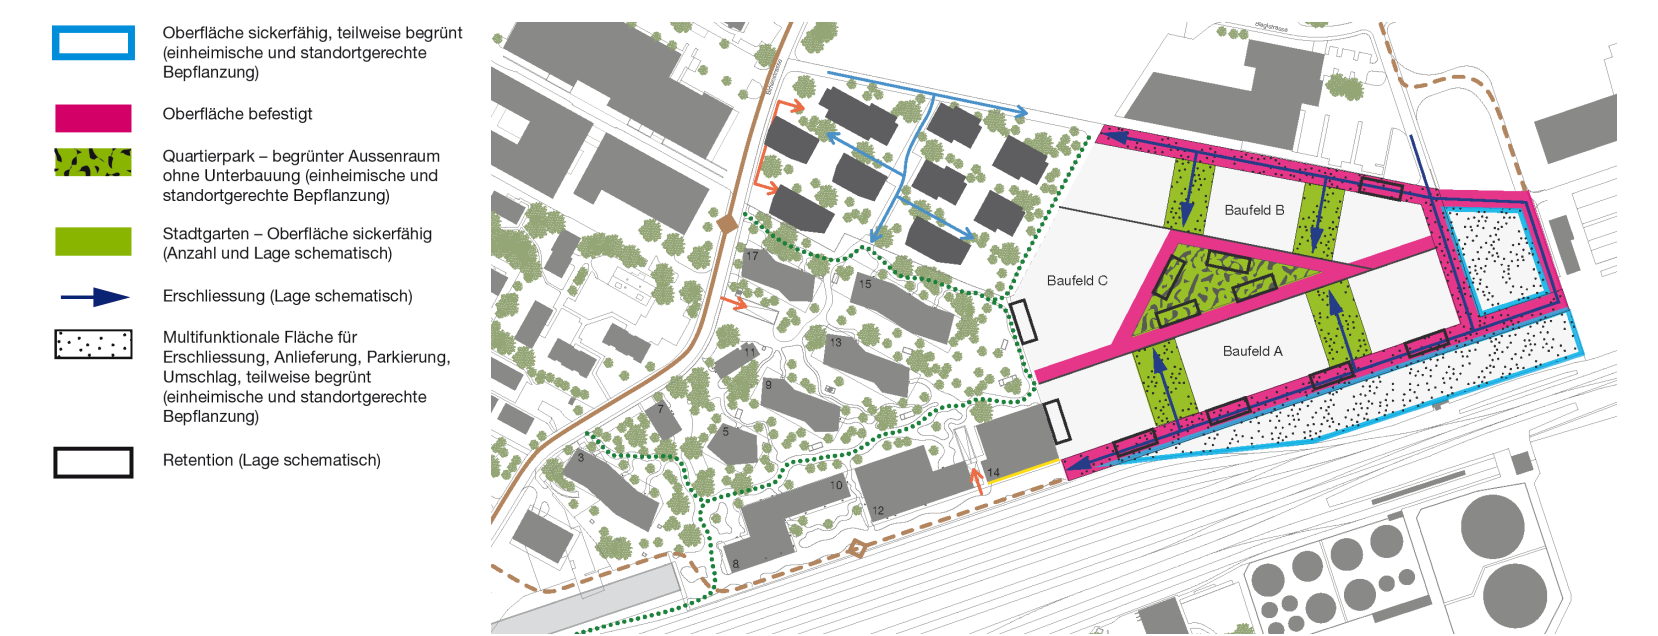 Oberfläche sickerfähig, teilweise begrünt
(einheimische und standortgerechte
Bepflanzung)
Oberfläche befestigt
Quartierpark – begrünter Aussenraum
ohne Unterbauung (einheimische und
standortgerechte Bepflanzung)
Stadtgarten – Oberfläche sickerfähig
(Anzahl und Lage schematisch)
Erschliessung (Lage schematisch)
Multifunktionale Fläche für
Erschliessung, Anlieferung, Parkierung,
Umschlag, teilweise begrünt
(einheimische und standortgerechte
Bepflanzung)
Retention (Lage schematisch)
Baufeld B
Baufeld C
Baufeld A
17
15
13
11
9
7
5
3
14
10
12
8